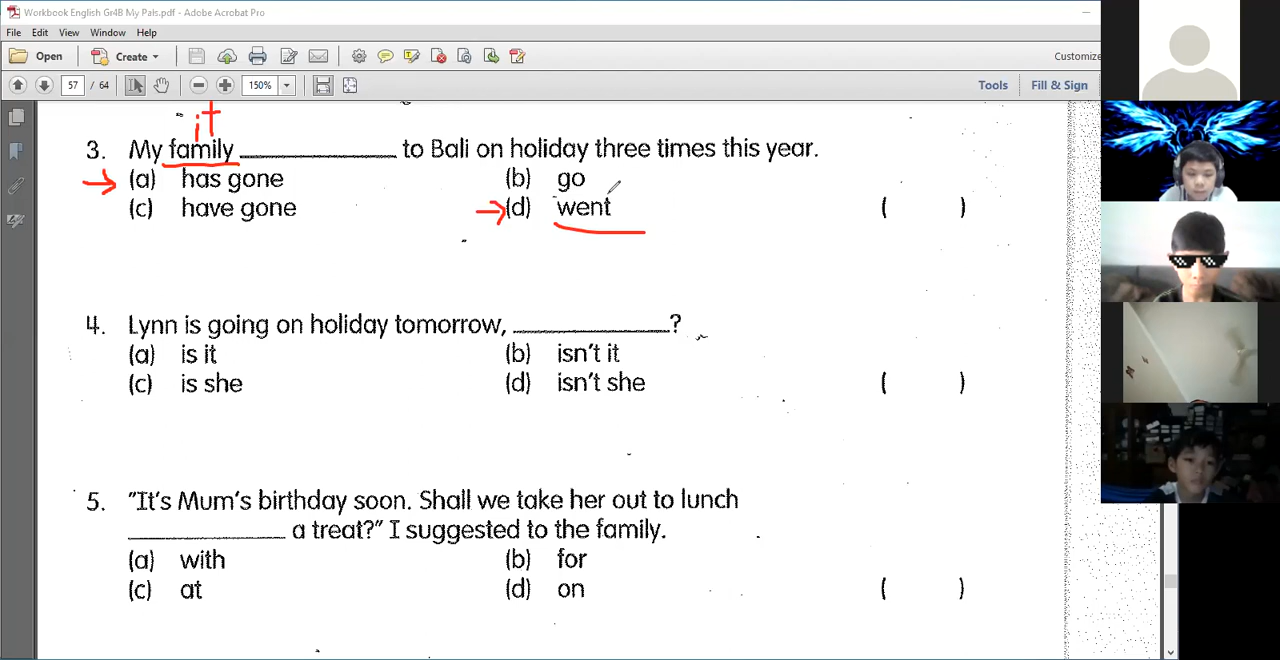 Workbook English Gr4B My Pals.pdf - Adobe Acrobat Pro
File Edit View Window Help
Open Create Customize
57 / 64 150% Tools Fill & Sign
it
3. My family ____________ to Bali on holiday three times this year.
(a) has gone (b) go
(c) have gone (d) went ( )
4. Lynn is going on holiday tomorrow, ____________?
(a) is it (b) isn't it
(c) is she (d) isn't she ( )
5. "It's Mum's birthday soon. Shall we take her out to lunch
____________ a treat?" I suggested to the family.
(a) with (b) for
(c) at (d) on ( )